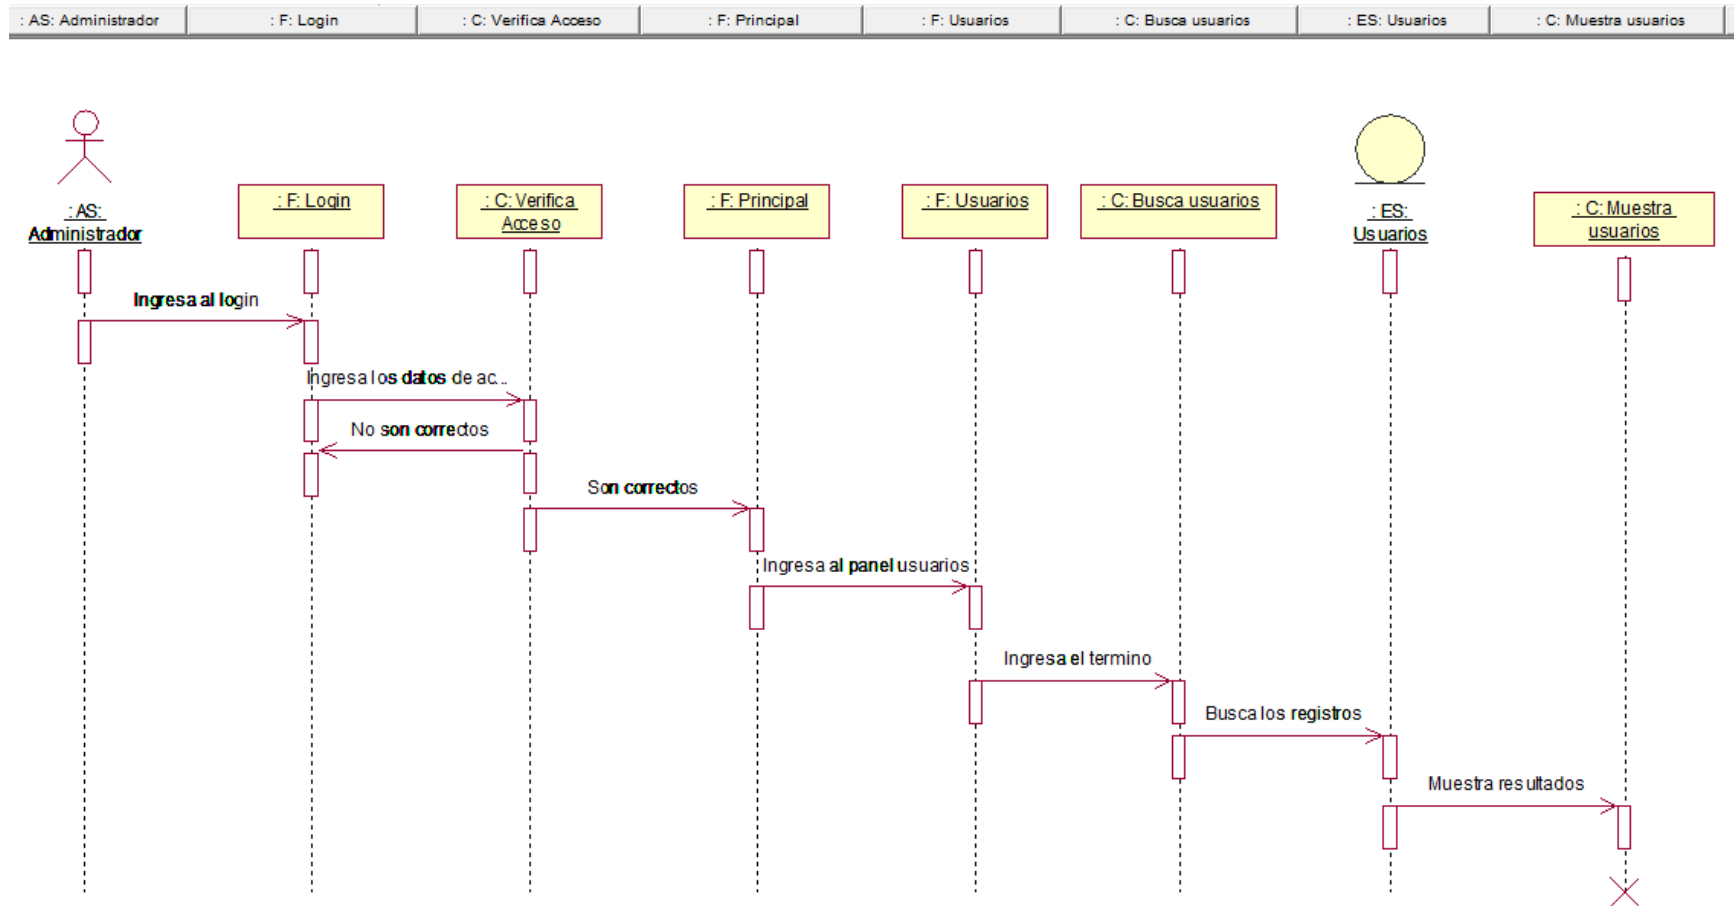 : AS: Administrador
: F: Login
: C: Verifica Acceso
: F: Principal
: F: Usuarios
: C: Busca usuarios
: ES: Usuarios
: C: Muestra usuarios
: AS:
Administrador
: F: Login
: C: Verifica
Acceso
: F: Principal
: F: Usuarios
: C: Busca usuarios
: ES:
Usuarios
: C: Muestra
usuarios
Ingresa al login
Ingresa los datos de ac...
No son correctos
Son correctos
Ingresa al panel usuarios
Ingresa el termino
Busca los registros
Muestra resultados